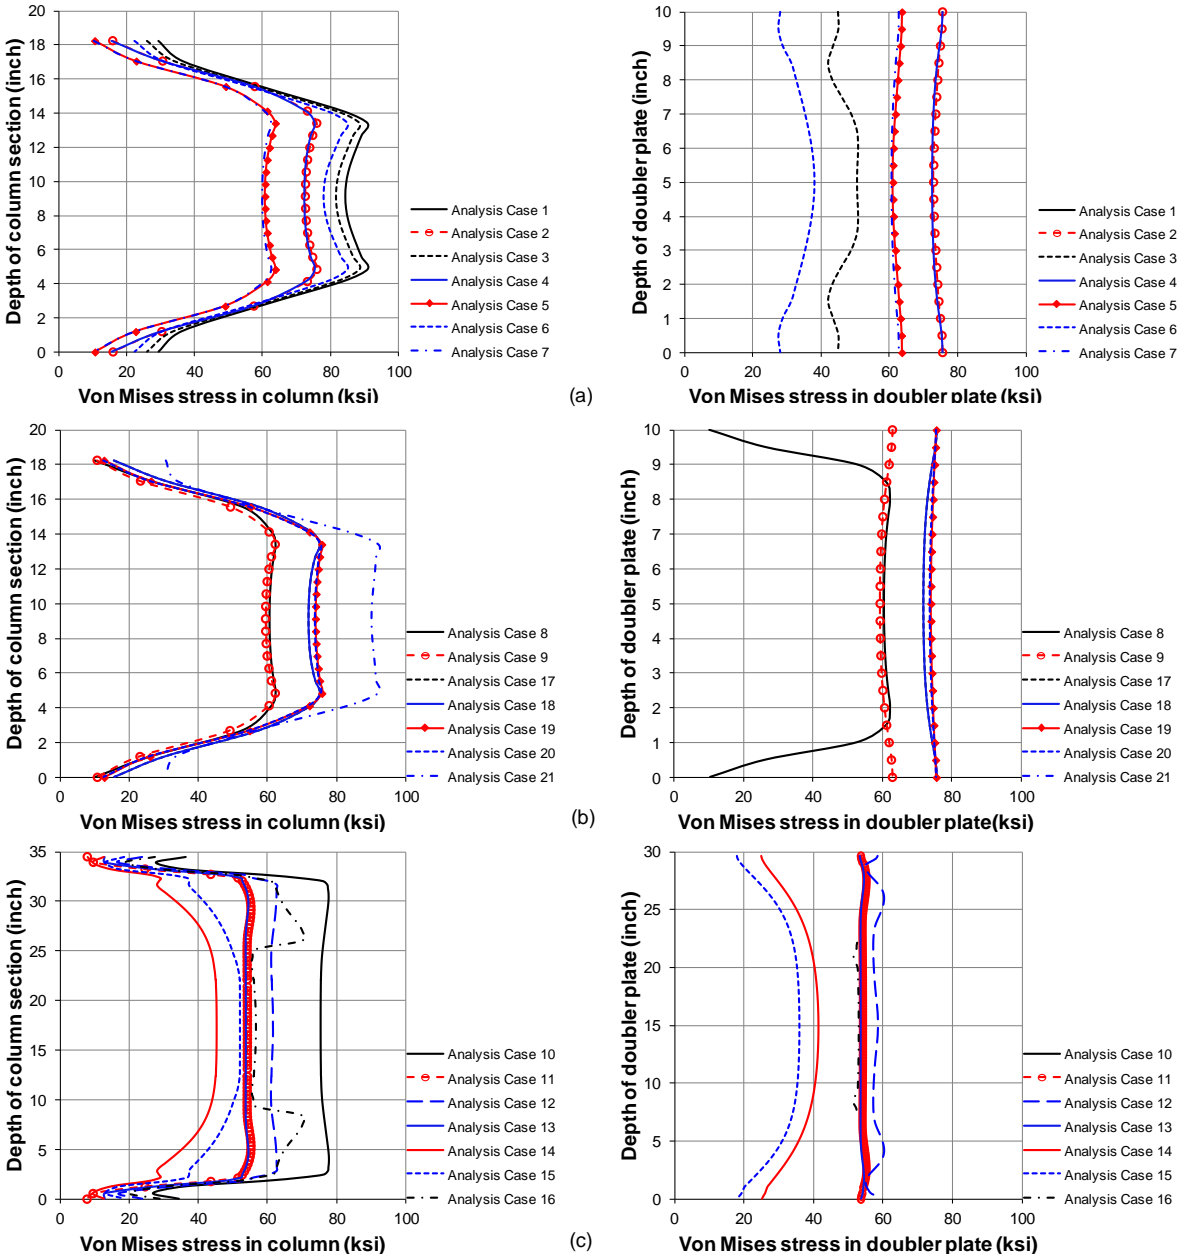 20
18
16
14
12
10
8
6
4
2
0
Depth of column section (inch)
0 20 40 60 80 100
Von Mises stress in column (ksi)
Analysis Case 1
Analysis Case 2
Analysis Case 3
Analysis Case 4
Analysis Case 5
Analysis Case 6
Analysis Case 7
(a)
10
9
8
7
6
5
4
3
2
1
0
Depth of doubler plate (inch)
0 20 40 60 80 100
Von Mises stress in doubler plate (ksi)
Analysis Case 1
Analysis Case 2
Analysis Case 3
Analysis Case 4
Analysis Case 5
Analysis Case 6
Analysis Case 7
20
18
16
14
12
10
8
6
4
2
0
Depth of column section (inch)
0 20 40 60 80 100
Von Mises stress in column (ksi)
Analysis Case 8
Analysis Case 9
Analysis Case 17
Analysis Case 18
Analysis Case 19
Analysis Case 20
Analysis Case 21
(b)
10
9
8
7
6
5
4
3
2
1
0
Depth of doubler plate (inch)
0 20 40 60 80 100
Von Mises stress in doubler plate(ksi)
Analysis Case 8
Analysis Case 9
Analysis Case 17
Analysis Case 18
Analysis Case 19
Analysis Case 20
Analysis Case 21
35
30
25
20
15
10
5
0
Depth of column section (inch)
0 20 40 60 80 100
Von Mises stress in column (ksi)
Analysis Case 10
Analysis Case 11
Analysis Case 12
Analysis Case 13
Analysis Case 14
Analysis Case 15
Analysis Case 16
(c)
30
25
20
15
10
5
0
Depth of doubler plate (inch)
0 20 40 60 80 100
Von Mises stress in doubler plate (ksi)
Analysis Case 10
Analysis Case 11
Analysis Case 12
Analysis Case 13
Analysis Case 14
Analysis Case 15
Analysis Case 16